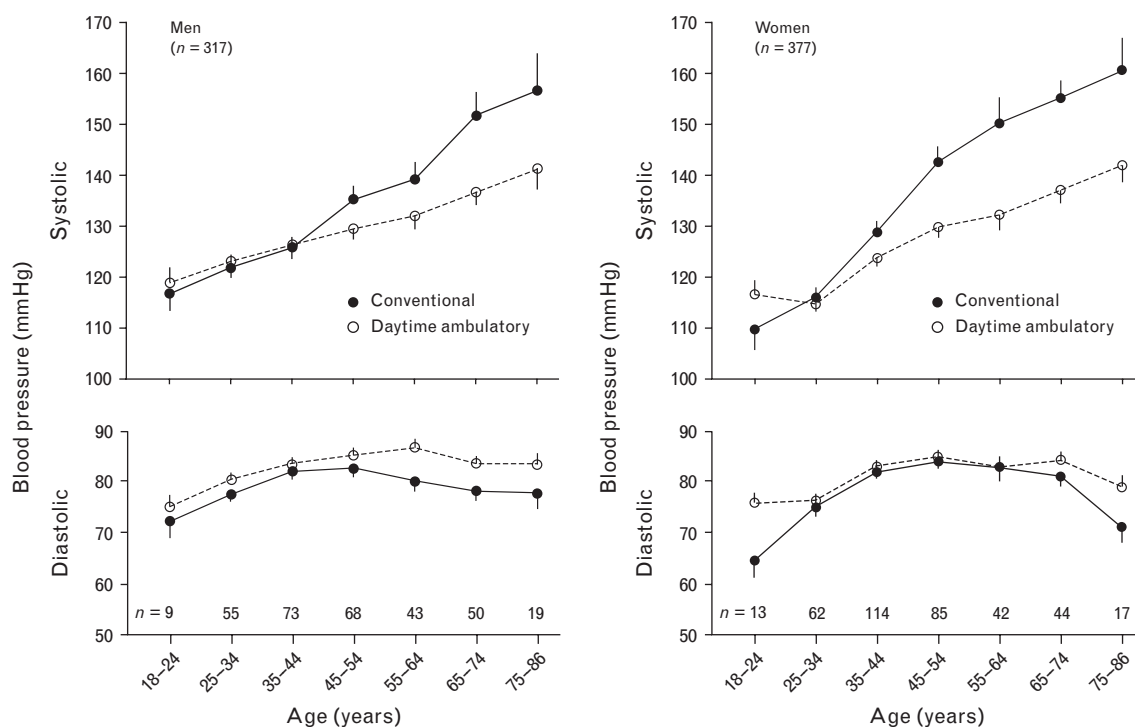 Blood pressure (mmHg)
Systolic
170
160
150
140
130
120
110
100
Men
(n = 317)
Conventional
Daytime ambulatory
Diastolic
90
80
70
60
50
n = 9 55 73 68 43 50 19
18–24 25–34 35–44 45–54 55–64 65–74 75–86
Age (years)
Blood pressure (mmHg)
Systolic
170
160
150
140
130
120
110
100
Women
(n = 377)
Conventional
Daytime ambulatory
Diastolic
90
80
70
60
50
n = 13 62 114 85 42 44 17
18–24 25–34 35–44 45–54 55–64 65–74 75–86
Age (years)